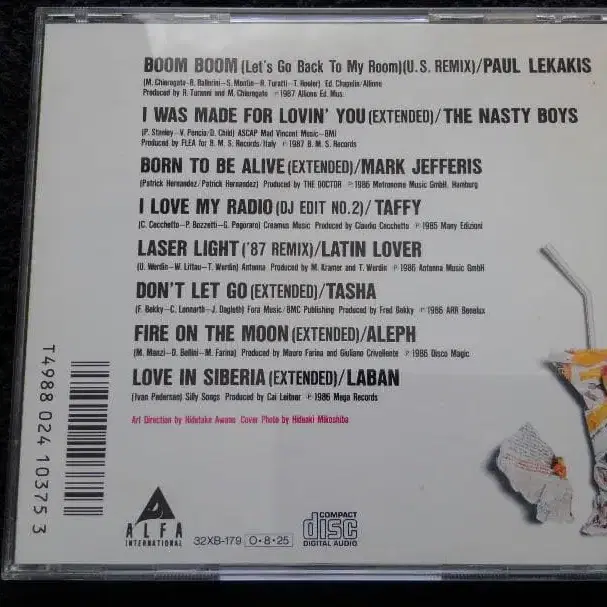 BOOM BOOM (Let's Go Back To My Room)(U.S. REMIX)/PAUL LEKAKIS
(M. Chieregato-R. Ballerini-S. Montin-R. Turatti-T. Hooler) Ed. Chapelin/Allione
Produced by R. Turatti and M. Chieregato ℗1987 Allione Ed. Mus.
I WAS MADE FOR LOVIN' YOU (EXTENDED)/THE NASTY BOYS
(P. Stanley-V. Poncia/D. Child) ASCAP Mad Vincent Music-BMI
Produced by FLEA for B. M. S. Records/Italy ℗1987 B. M. S. Records
BORN TO BE ALIVE (EXTENDED)/MARK JEFFERIS
(Patrick Hernandez/Patrick Hernandez) Produced by THE DOCTOR ℗1986 Metronome Music GmbH, Hamburg
I LOVE MY RADIO (DJ EDIT NO.2)/TAFFY
(C. Cecchetto-P. Bozzetti-G. Pegoraro) Creamus Music Produced by Claudio Cecchetto ℗1985 Many Edizioni
LASER LIGHT ('87 REMIX)/LATIN LOVER
(U. Werdin-W. Littau-T. Werdin) Antenna Produced by M. Kramer and T. Werdin ℗1986 Antenna Music GmbH
DON'T LET GO (EXTENDED)/TASHA
(F. Bekky-C. Lennarth-J. Dagloth) Fora Music/BMC Publishing Produced by Fred Bekky ℗1986 ARR Benelux
FIRE ON THE MOON (EXTENDED)/ALEPH
(M. Manzi-D. Bellini-M. Farina) Produced by Mauro Farina and Giuliano Crivellente ℗1986 Disco Magic
LOVE IN SIBERIA (EXTENDED)/LABAN
(Ivan Pedersen) Silly Songs Produced by Cai Leitner ℗1986 Mega Records
Art Direction by Hidetake Awano Cover Photo by Hideaki Mikoshiba
T4988 024 10375 3
ALFA
INTERNATIONAL
32XB-179 O・8・25
COMPACT
disc
DIGITAL AUDIO